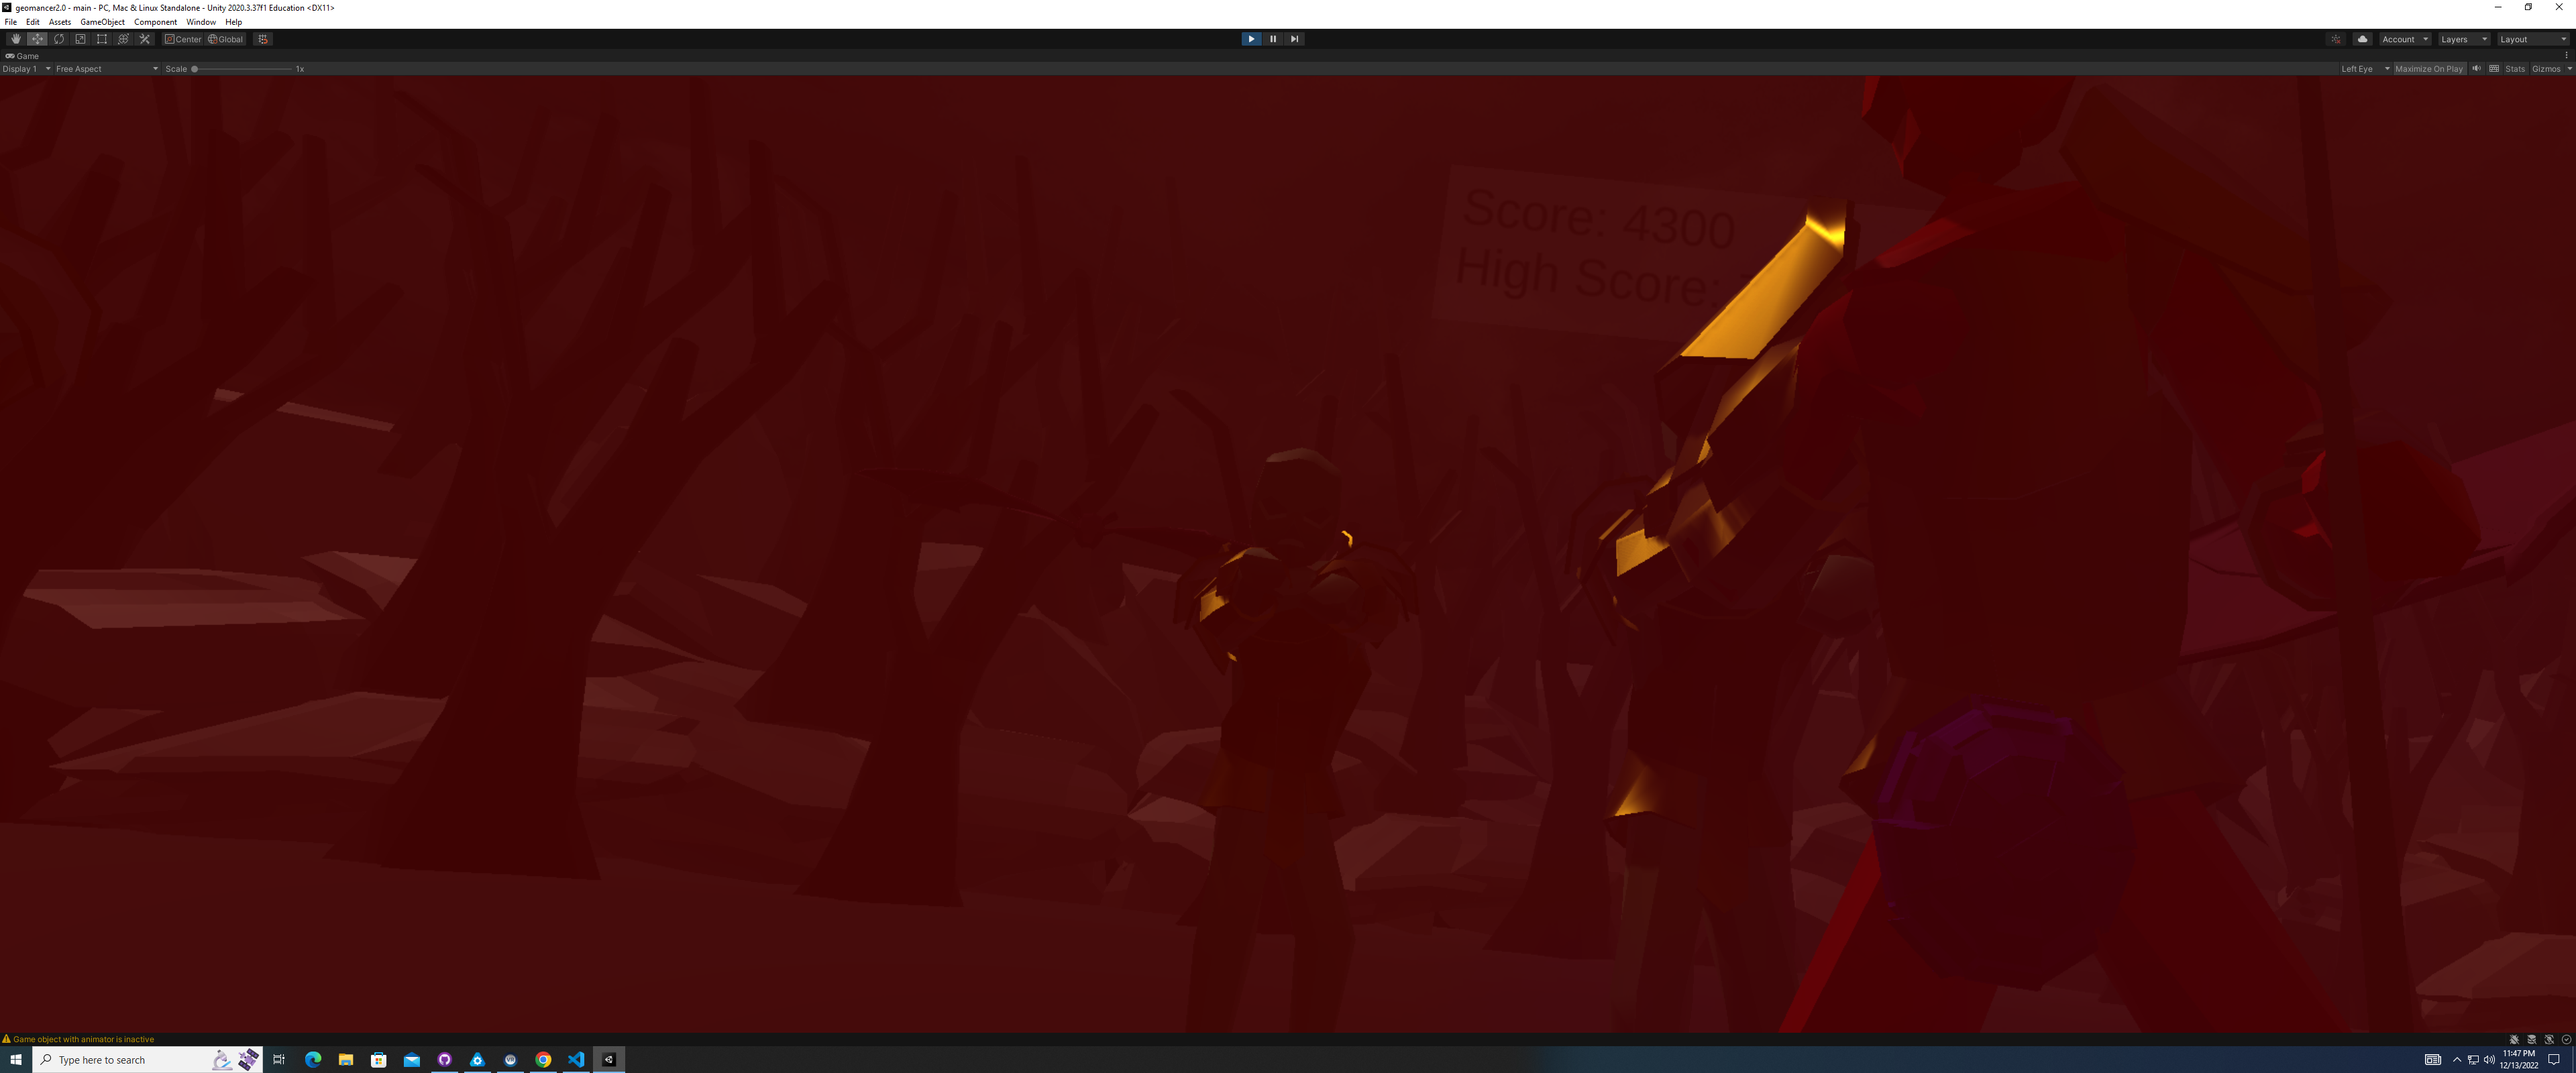 geomancer2.0 - main - PC, Mac & Linux Standalone - Unity 2020.3.37f1 Education <DX11>
File Edit Assets GameObject Component Window Help
Center Global Account Layers Layout
Game
Display 1 Free Aspect Scale 1x Left Eye Maximize On Play Stats Gizmos
Score: 4300
High Score:
Game object with animator is inactive
Type here to search
11:47 PM
12/13/2022